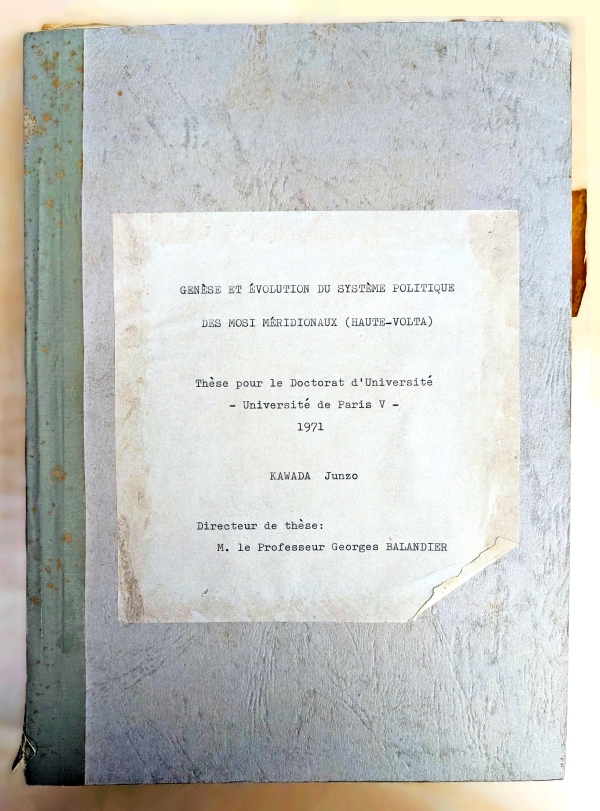 GENÈSE ET ÉVOLUTION DU SYSTÈME POLITIQUE
DES MOSI MÉRIDIONAUX (HAUTE-VOLTA)
Thèse pour le Doctorat d'Université
- Université de Paris V -
1971
KAWADA Junzo
Directeur de thèse:
M. le Professeur Georges BALANDIER